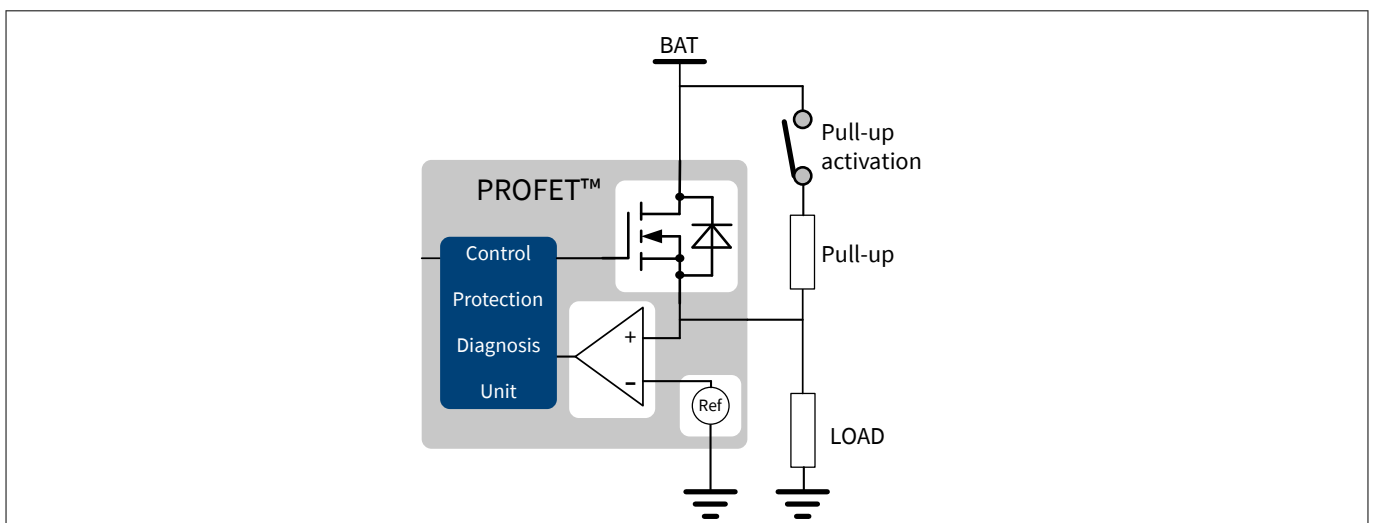 BAT
Pull-up
activation
PROFET™
Control
Protection
Diagnosis
Unit
Pull-up
+
−
Ref
LOAD